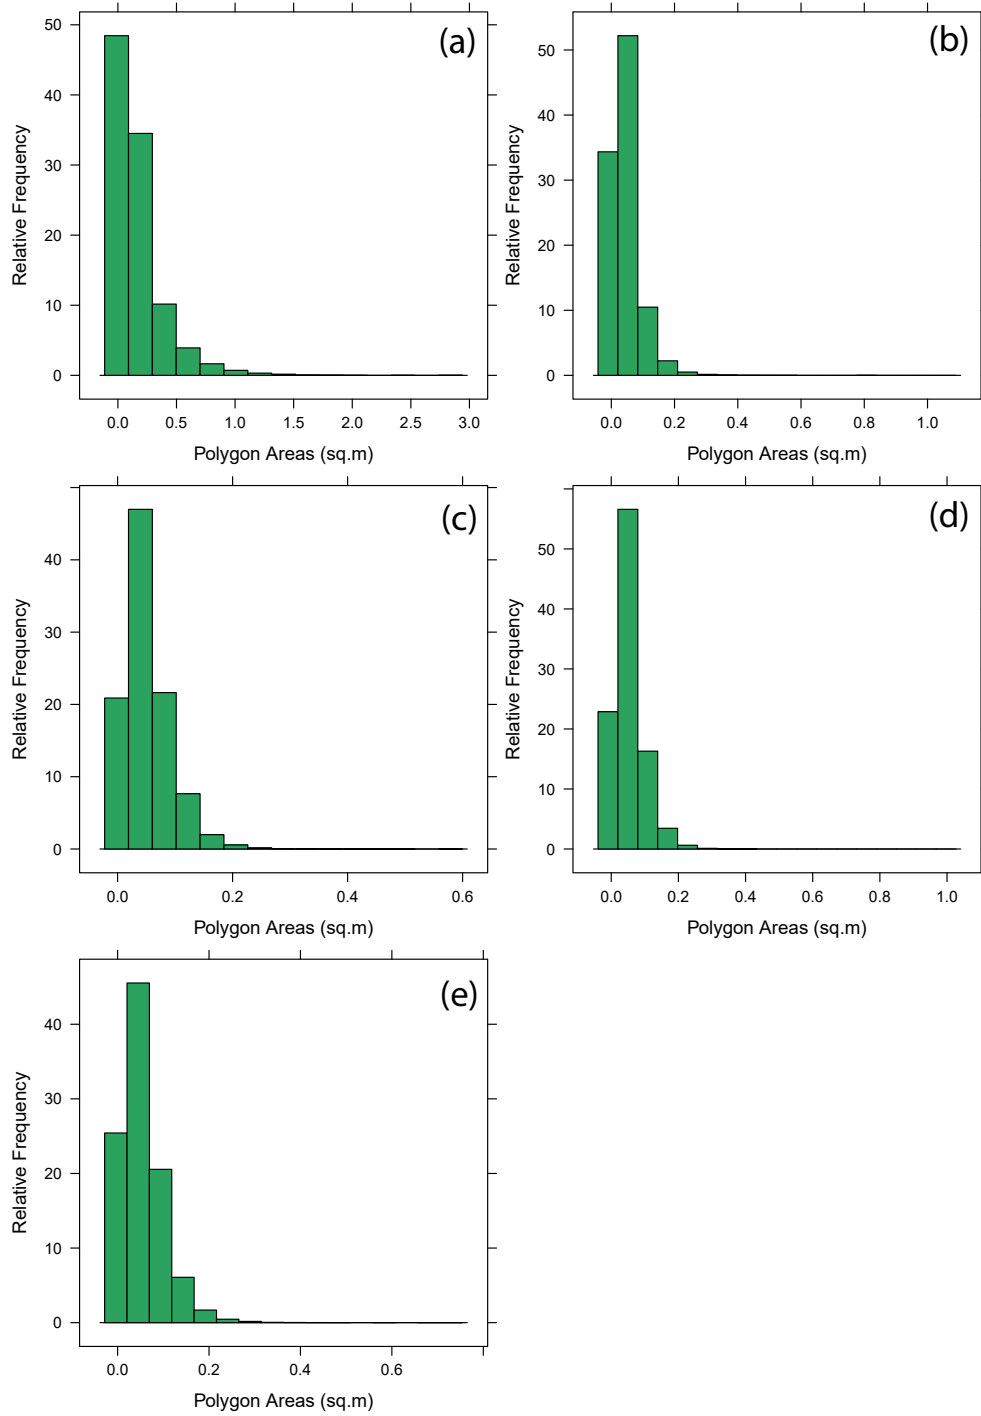 (a)
Relative Frequency
50
40
30
20
10
0
0.0 0.5 1.0 1.5 2.0 2.5 3.0
Polygon Areas (sq.m)
(b)
Relative Frequency
50
40
30
20
10
0
0.0 0.2 0.4 0.6 0.8 1.0
Polygon Areas (sq.m)
(c)
Relative Frequency
40
30
20
10
0
0.0 0.2 0.4 0.6
Polygon Areas (sq.m)
(d)
Relative Frequency
50
40
30
20
10
0
0.0 0.2 0.4 0.6 0.8 1.0
Polygon Areas (sq.m)
(e)
Relative Frequency
40
30
20
10
0
0.0 0.2 0.4 0.6
Polygon Areas (sq.m)